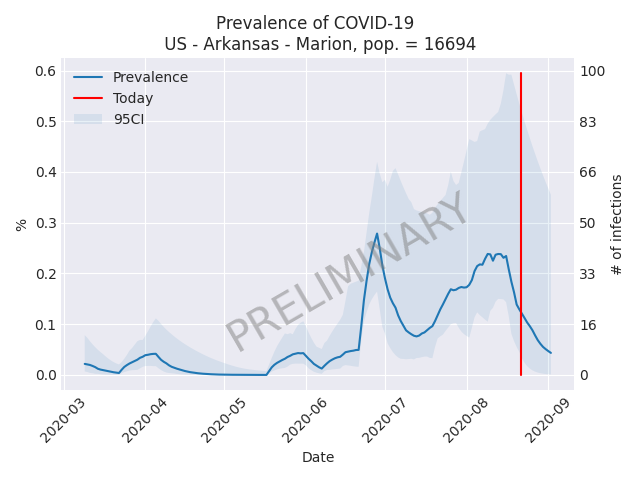 Prevalence of COVID-19
US - Arkansas - Marion, pop. = 16694
Prevalence
Today
95CI
PRELIMINARY
0.6
0.5
0.4
0.3
0.2
0.1
0.0
%
100
83
66
50
33
16
0
# of infections
2020-03
2020-04
2020-05
2020-06
2020-07
2020-08
2020-09
Date